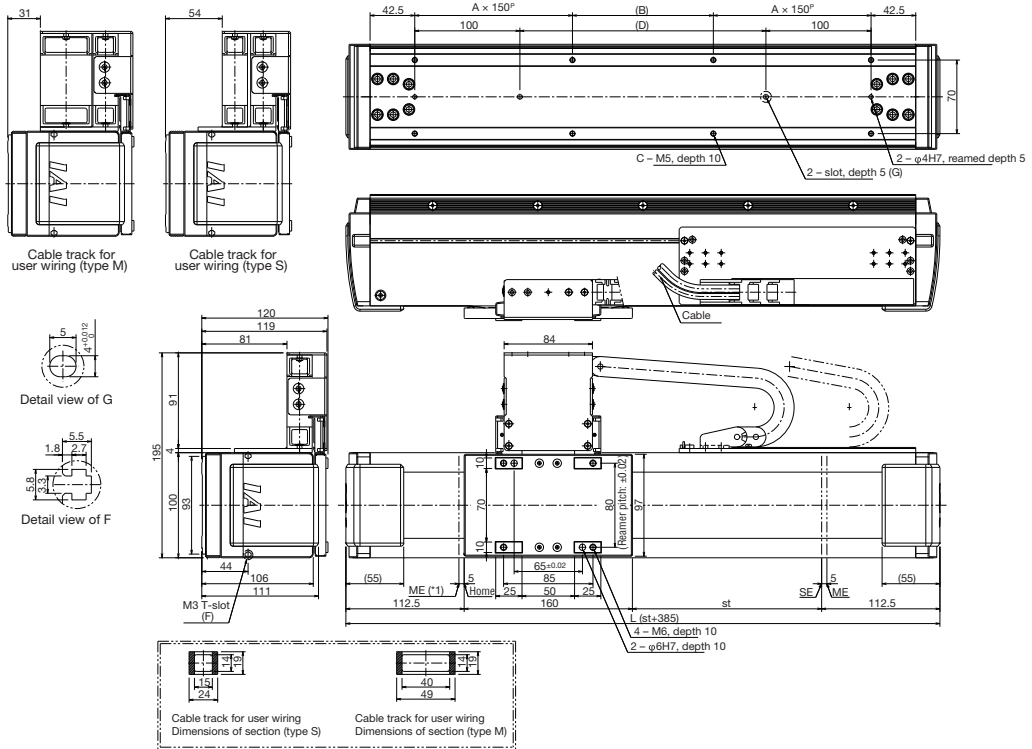 31
54
42.5
A × 150ᴾ
(B)
A × 150ᴾ
42.5
100
(D)
100
70
C – M5, depth 10
2 – φ4H7, reamed depth 5
2 – slot, depth 5 (G)
IAI
IAI
Cable track for
user wiring (type M)
Cable track for
user wiring (type S)
Cable
120
119
81
84
5
4 +0.012 0
Detail view of G
91
195
4
5.5
1.8
2.7
5.8
3.3
Detail view of F
100
93
IAI
10
70
10
80
(Reamer pitch: ±0.02)
97
44
106
111
M3 T-slot
(F)
(55)
65±0.02
85
(55)
ME (*1)
5
Home
25
50
25
SE
5
ME
112.5
160
st
112.5
L (st+385)
4 – M6, depth 10
2 – φ6H7, depth 10
14
19
15
24
14
19
40
49
Cable track for user wiring
Dimensions of section (type S)
Cable track for user wiring
Dimensions of section (type M)